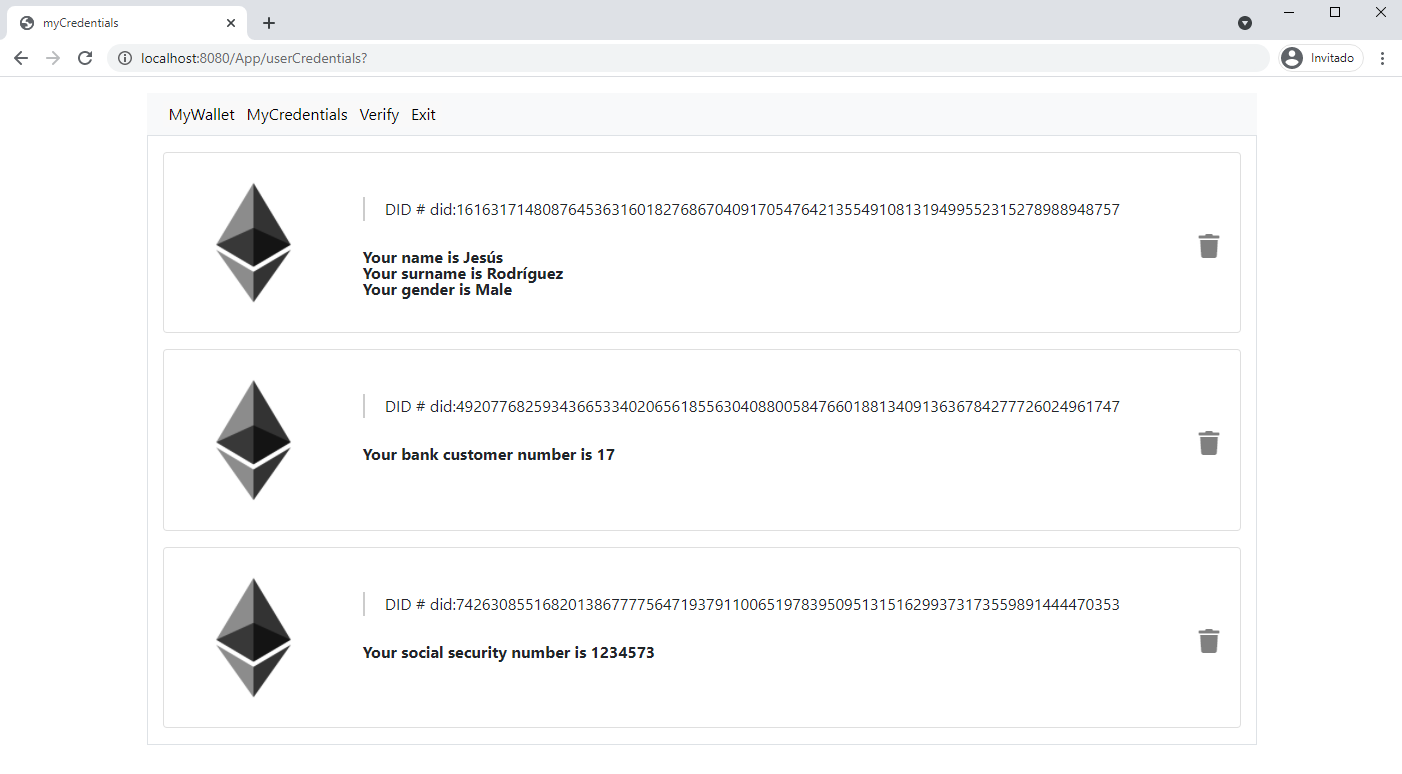 myCredentials
localhost:8080/App/userCredentials?
Invitado
MyWallet MyCredentials Verify Exit
DID # did:16163171480876453631601827686704091705476421355491081319499552315278988948757
Your name is Jesús
Your surname is Rodríguez
Your gender is Male
DID # did:49207768259343665334020656185563040880058476601881340913636784277726024961747
Your bank customer number is 17
DID # did:74263085516820138677775647193791100651978395095131516299373173559891444470353
Your social security number is 1234573